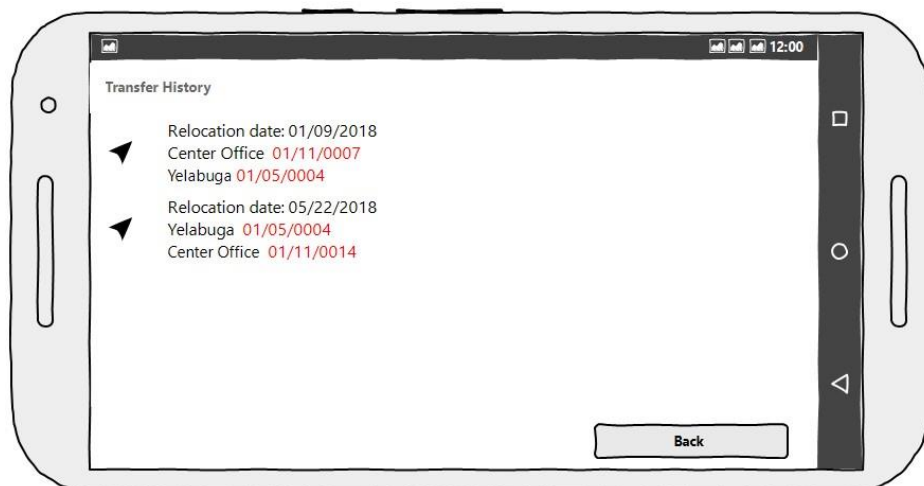 12:00
Transfer History
Relocation date: 01/09/2018
Center Office 01/11/0007
Yelabuga 01/05/0004
Relocation date: 05/22/2018
Yelabuga 01/05/0004
Center Office 01/11/0014
Back